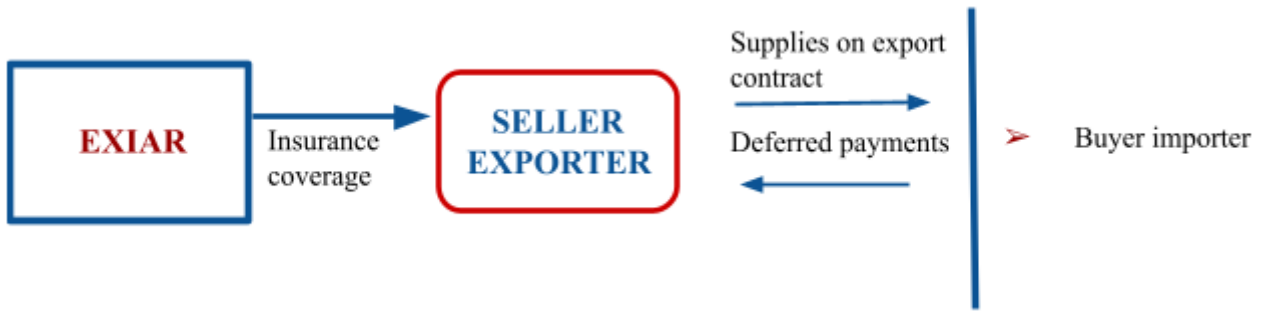 EXIAR
Insurance
coverage
SELLER
EXPORTER
Supplies on export
contract
Deferred payments
➢ Buyer importer